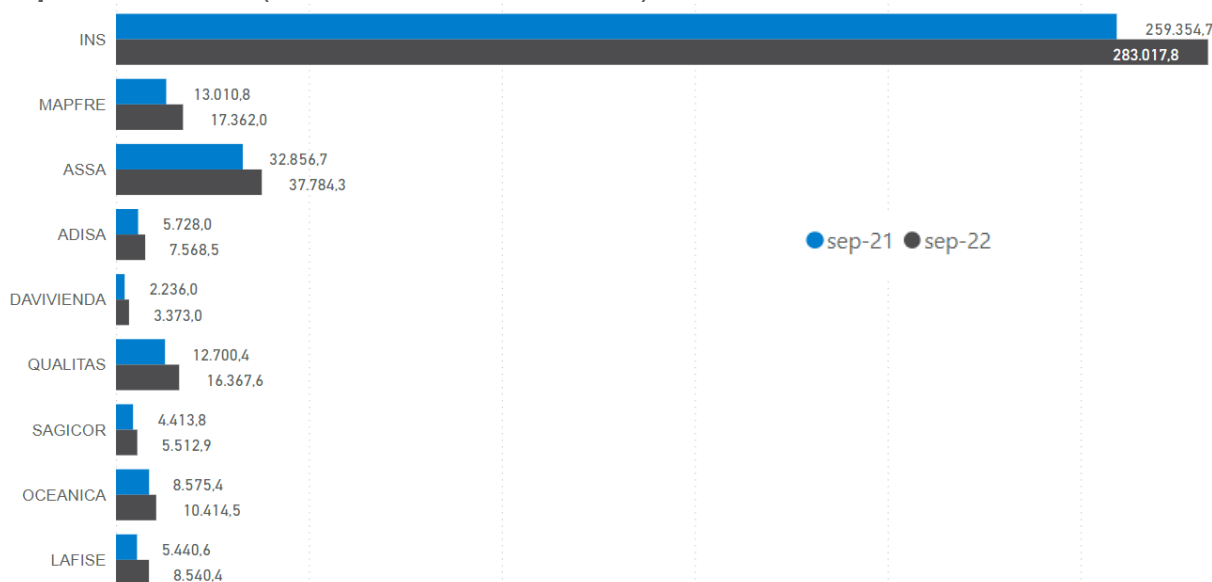 INS
259.354,7
283.017,8
MAPFRE
13.010,8
17.362,0
ASSA
32.856,7
37.784,3
ADISA
5.728,0
7.568,5
sep-21 sep-22
DAVIVIENDA
2.236,0
3.373,0
QUALITAS
12.700,4
16.367,6
SAGICOR
4.413,8
5.512,9
OCEANICA
8.575,4
10.414,5
LAFISE
5.440,6
8.540,4